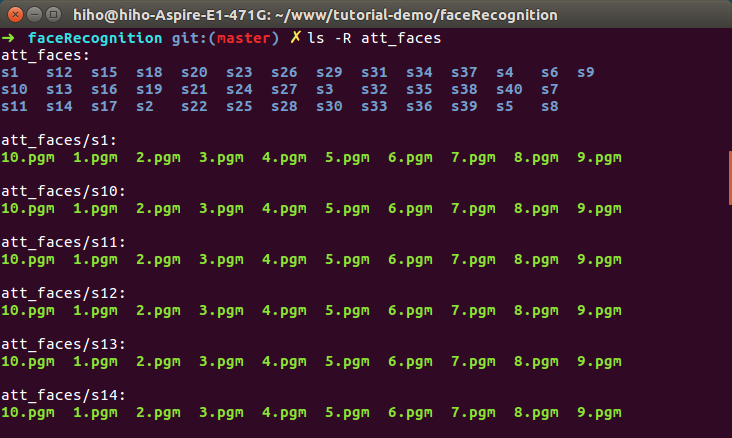 hiho@hiho-Aspire-E1-471G: ~/www/tutorial-demo/faceRecognition
➜  faceRecognition git:(master) ✗ ls -R att_faces
att_faces:
s1   s12  s15  s18  s20  s23  s26  s29  s31  s34  s37  s4   s6  s9
s10  s13  s16  s19  s21  s24  s27  s3   s32  s35  s38  s40  s7
s11  s14  s17  s2   s22  s25  s28  s30  s33  s36  s39  s5   s8
att_faces/s1:
10.pgm  1.pgm  2.pgm  3.pgm  4.pgm  5.pgm  6.pgm  7.pgm  8.pgm  9.pgm
att_faces/s10:
10.pgm  1.pgm  2.pgm  3.pgm  4.pgm  5.pgm  6.pgm  7.pgm  8.pgm  9.pgm
att_faces/s11:
10.pgm  1.pgm  2.pgm  3.pgm  4.pgm  5.pgm  6.pgm  7.pgm  8.pgm  9.pgm
att_faces/s12:
10.pgm  1.pgm  2.pgm  3.pgm  4.pgm  5.pgm  6.pgm  7.pgm  8.pgm  9.pgm
att_faces/s13:
10.pgm  1.pgm  2.pgm  3.pgm  4.pgm  5.pgm  6.pgm  7.pgm  8.pgm  9.pgm
att_faces/s14:
10.pgm  1.pgm  2.pgm  3.pgm  4.pgm  5.pgm  6.pgm  7.pgm  8.pgm  9.pgm